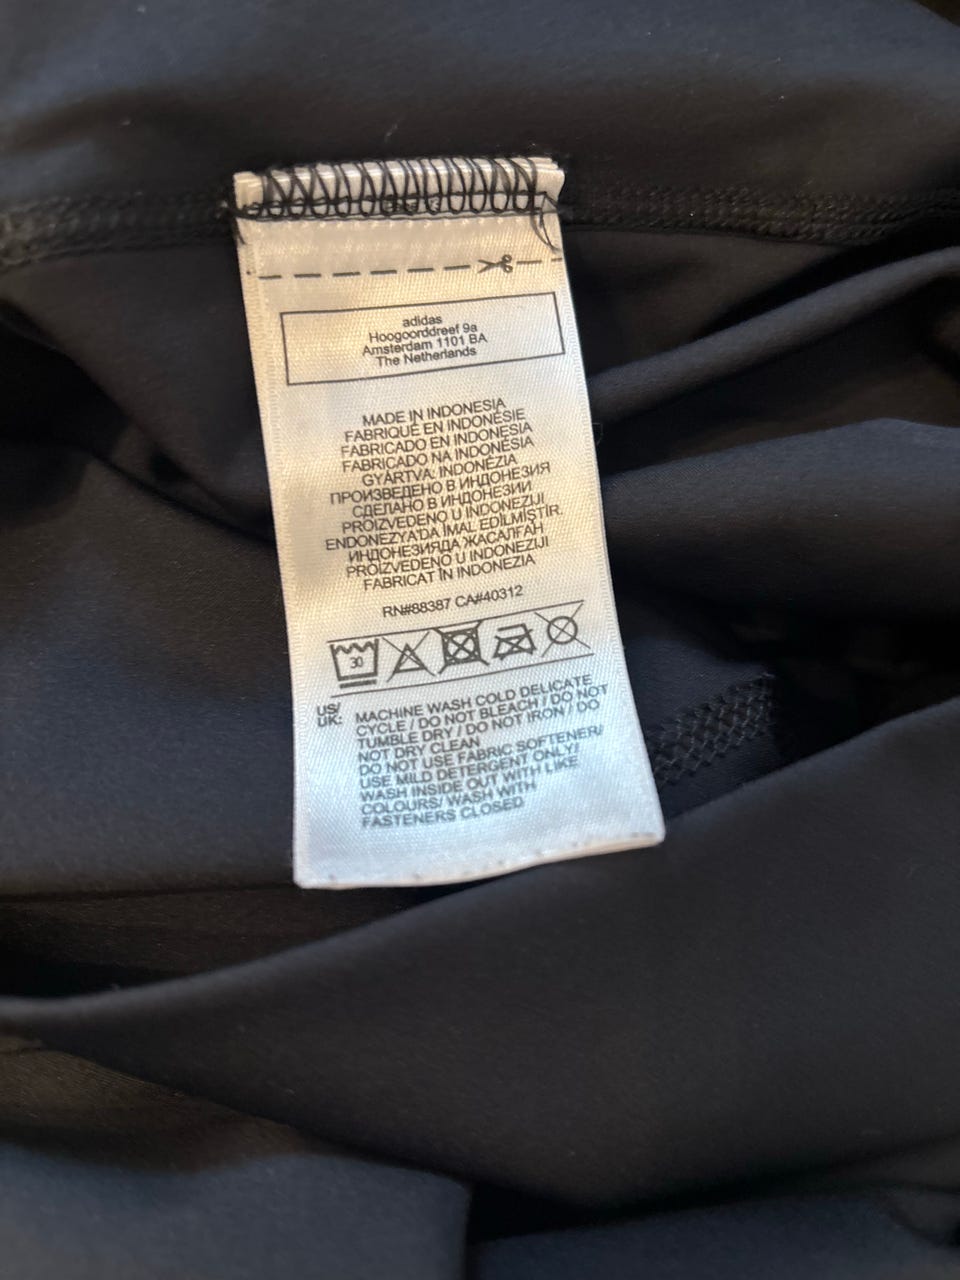 adidas
Hoogoorddreef 9a
Amsterdam 1101 BA
The Netherlands
MADE IN INDONESIA
FABRIQUÉ EN INDONÉSIE
FABRICADO EN INDONESIA
FABRICADO NA INDONÉSIA
GYÁRTVA: INDONÉZIA
ПРОИЗВЕДЕНО В ИНДОНЕЗИЯ
СДЕЛАНО В ИНДОНЕЗИИ
PROIZVEDENO U INDONEZIJI
ENDONEZYA'DA İMAL EDİLMİŞTİR.
ИНДОНЕЗИЯДА ЖАСАЛҒАН
PROIZVEDENO U INDONEZIJI
FABRICAT ÎN INDONEZIA
RN#88387 CA#40312
30
US/
UK:
MACHINE WASH COLD DELICATE
CYCLE / DO NOT BLEACH / DO NOT
TUMBLE DRY / DO NOT IRON / DO
NOT DRY CLEAN
DO NOT USE FABRIC SOFTENER/
USE MILD DETERGENT ONLY/
WASH INSIDE OUT WITH LIKE
COLOURS/ WASH WITH
FASTENERS CLOSED